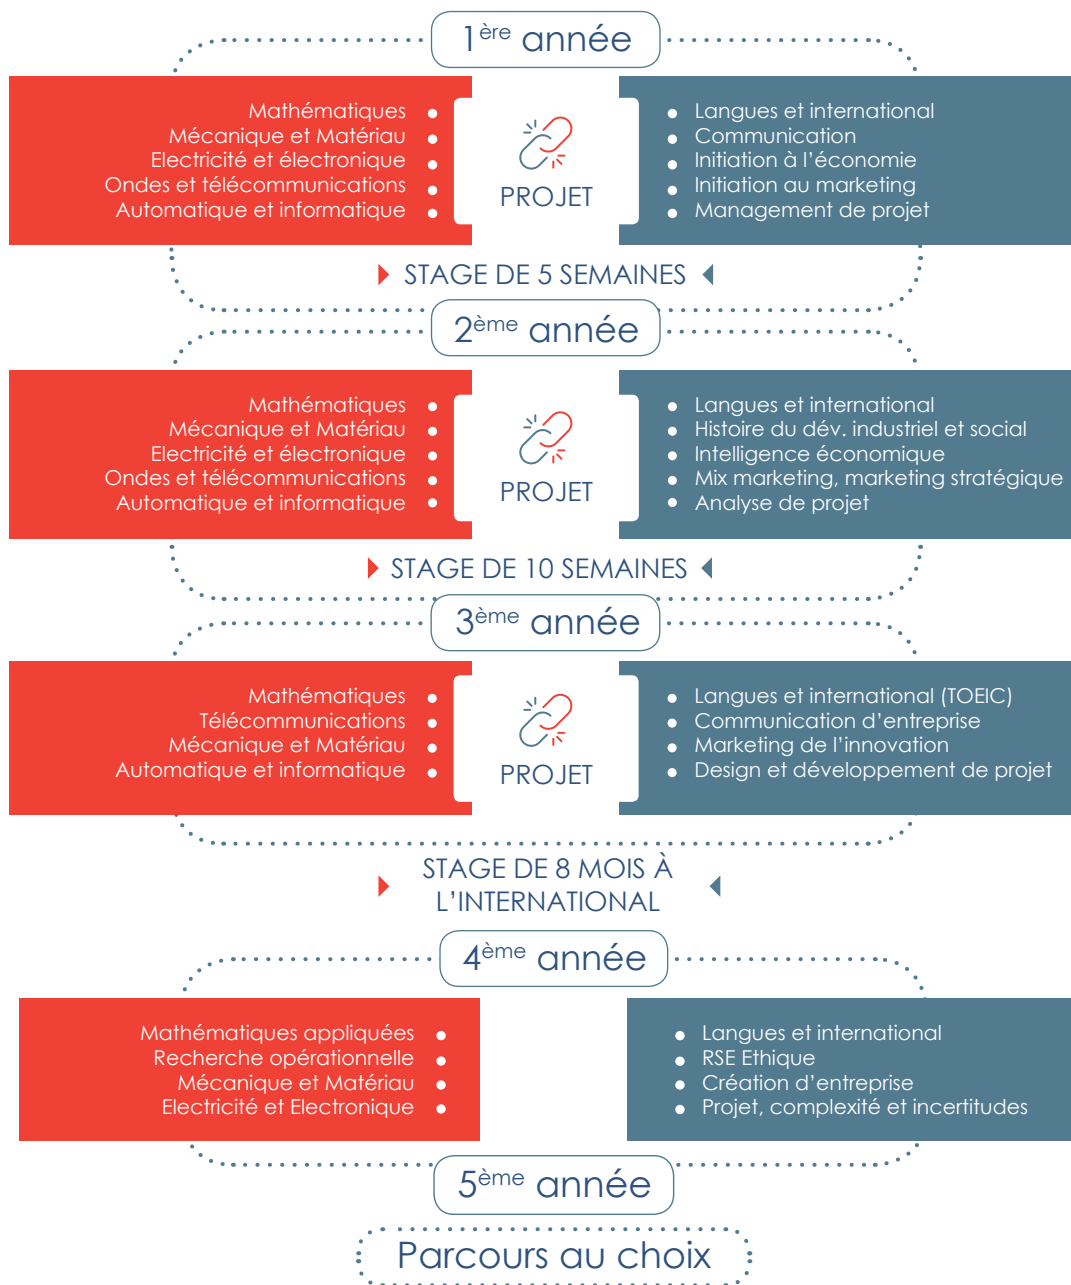 1ère année
Mathématiques
Mécanique et Matériau
Electricité et électronique
Ondes et télécommunications
Automatique et informatique
PROJET
Langues et international
Communication
Initiation à l’économie
Initiation au marketing
Management de projet
STAGE DE 5 SEMAINES
2ème année
Mathématiques
Mécanique et Matériau
Electricité et électronique
Ondes et télécommunications
Automatique et informatique
PROJET
Langues et international
Histoire du dév. industriel et social
Intelligence économique
Mix marketing, marketing stratégique
Analyse de projet
STAGE DE 10 SEMAINES
3ème année
Mathématiques
Télécommunications
Mécanique et Matériau
Automatique et informatique
PROJET
Langues et international (TOEIC)
Communication d’entreprise
Marketing de l’innovation
Design et développement de projet
STAGE DE 8 MOIS À
L’INTERNATIONAL
4ème année
Mathématiques appliquées
Recherche opérationnelle
Mécanique et Matériau
Electricité et Electronique
Langues et international
RSE Ethique
Création d’entreprise
Projet, complexité et incertitudes
5ème année
Parcours au choix